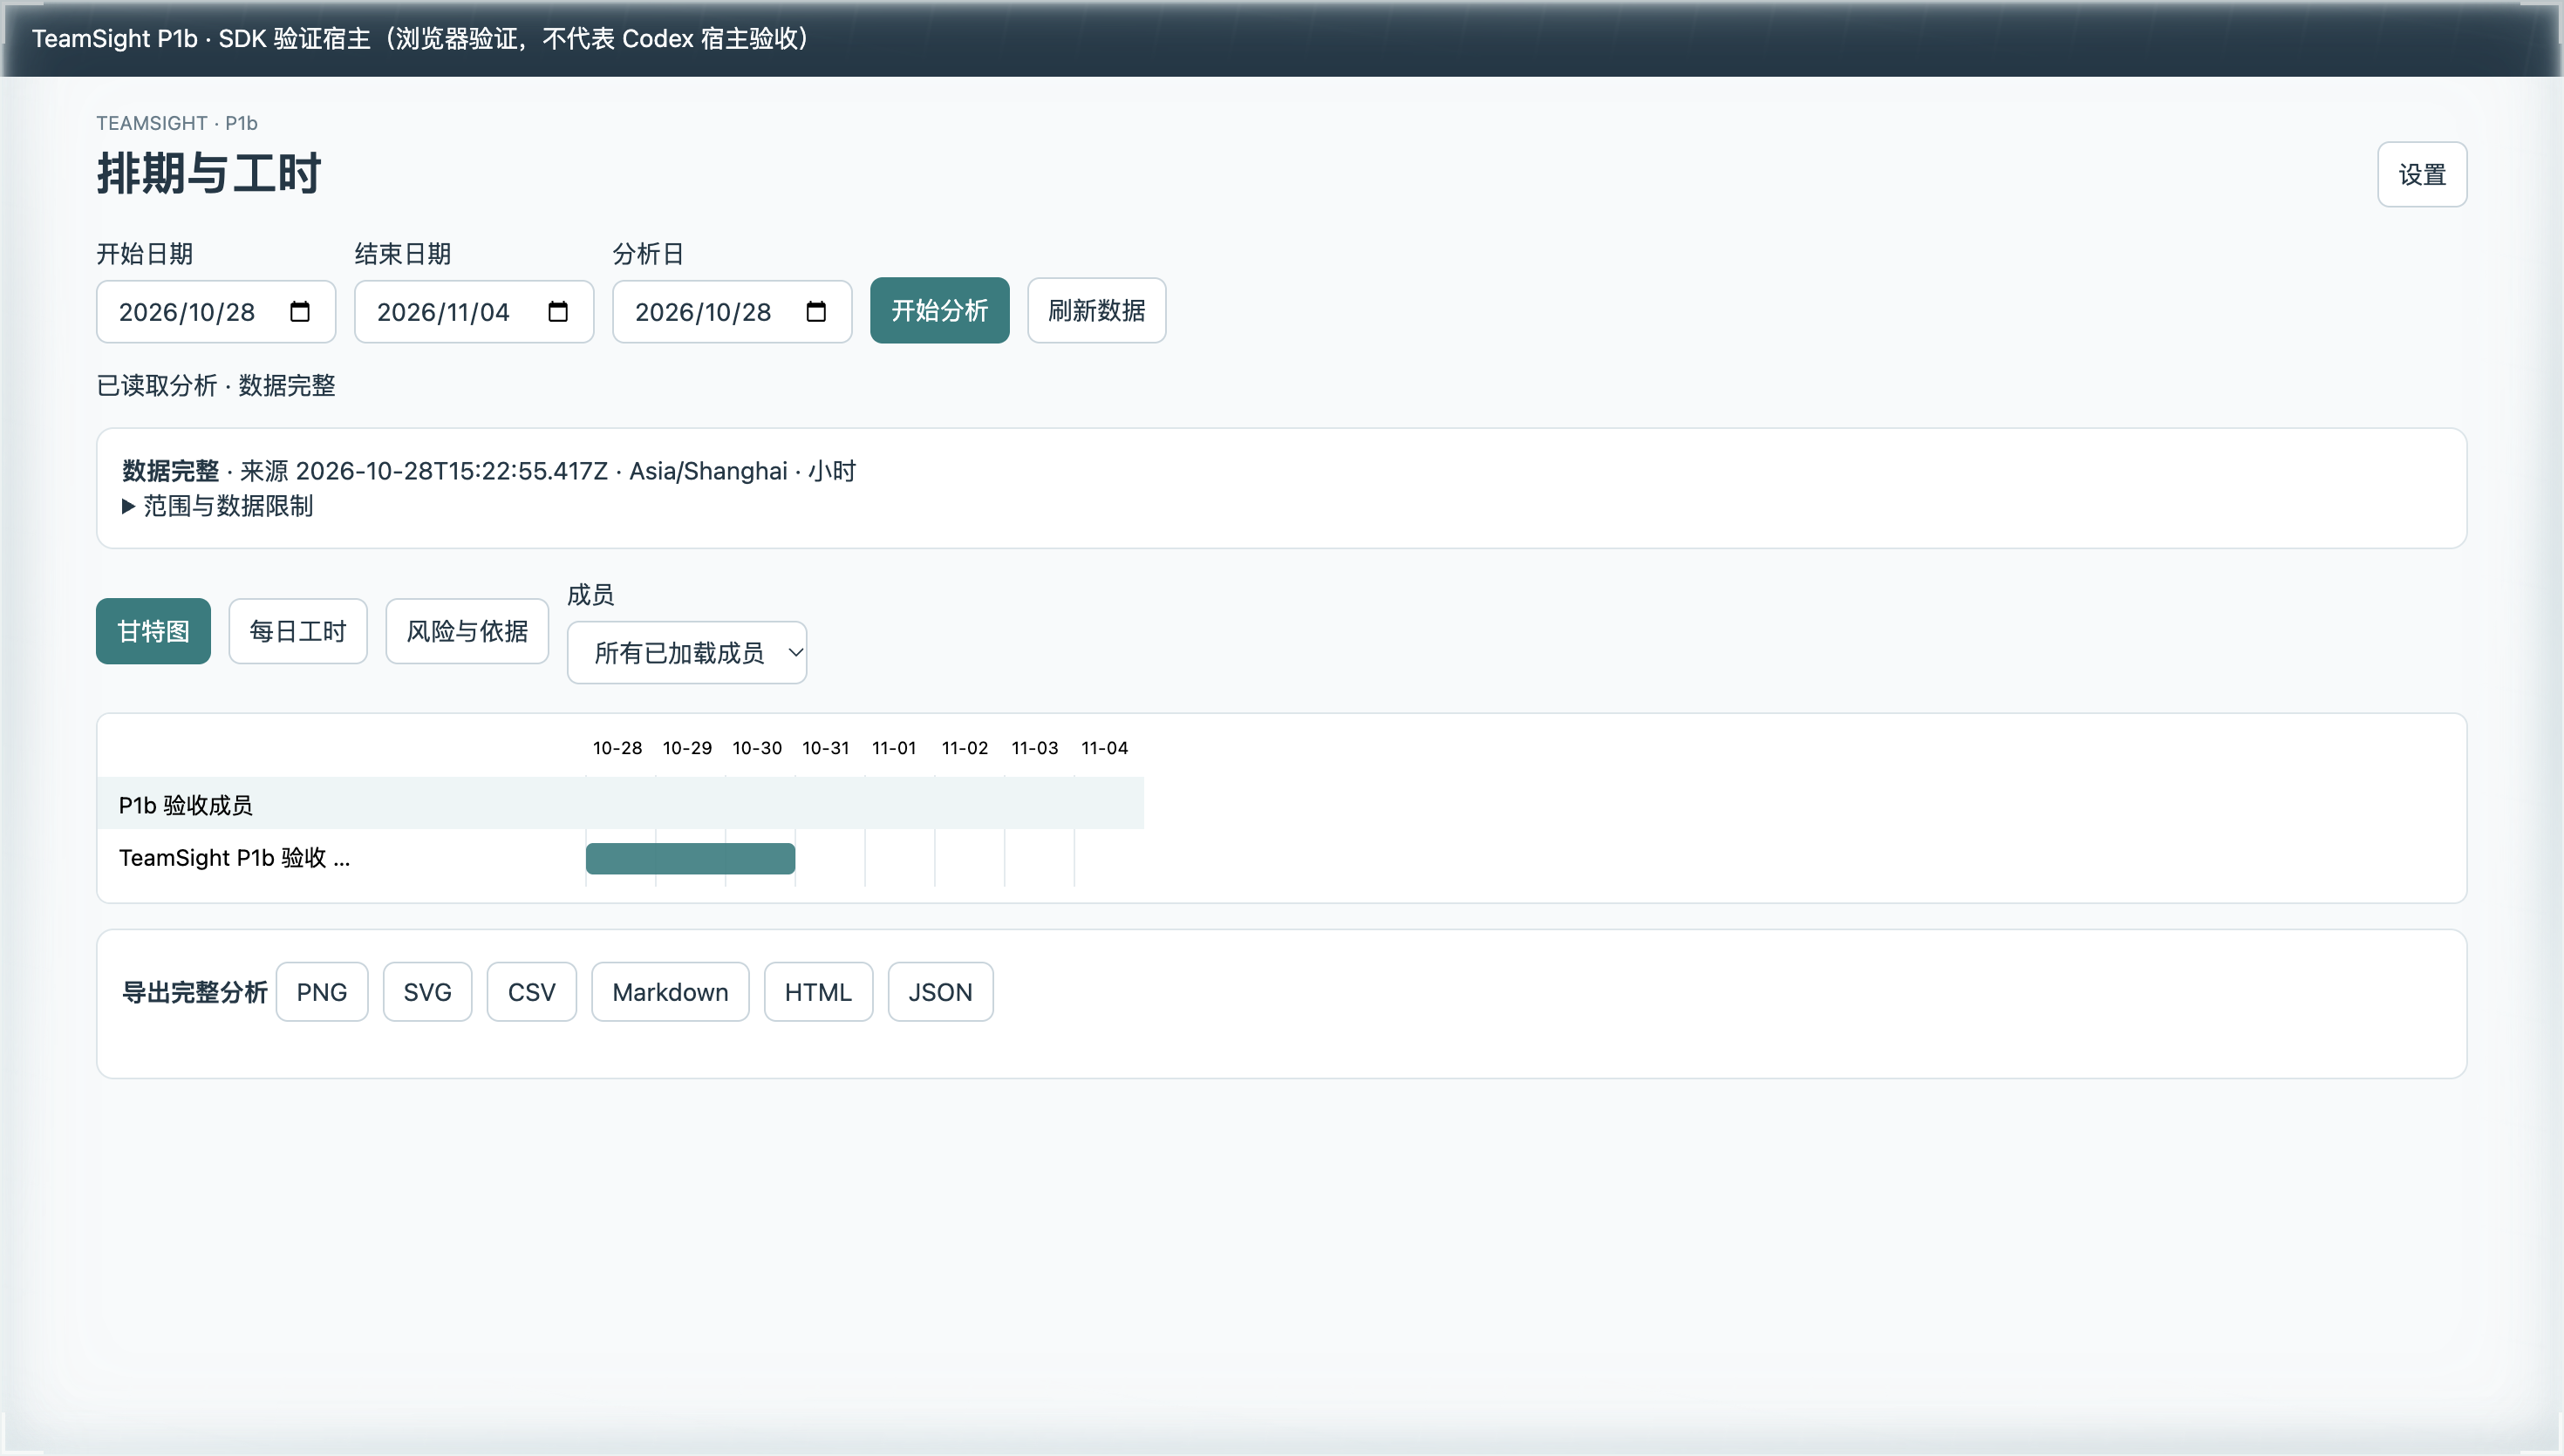 TeamSight P1b · SDK 验证宿主（浏览器验证，不代表 Codex 宿主验收）
TEAMSIGHT · P1b
排期与工时
设置
开始日期 结束日期 分析日
2026/10/28 2026/11/04 2026/10/28 开始分析 刷新数据
已读取分析 · 数据完整
数据完整 · 来源 2026-10-28T15:22:55.417Z · Asia/Shanghai · 小时
▶ 范围与数据限制
成员
甘特图 每日工时 风险与依据 所有已加载成员
10-28 10-29 10-30 10-31 11-01 11-02 11-03 11-04
P1b 验收成员
TeamSight P1b 验收 ...
导出完整分析 PNG SVG CSV Markdown HTML JSON